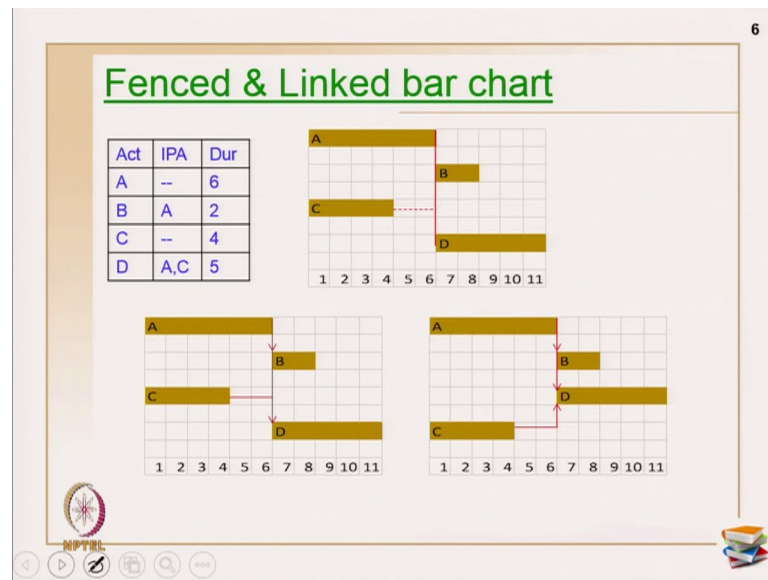 6
Fenced & Linked bar chart
Act IPA Dur
A -- 6
B A 2
C -- 4
D A,C 5
A
B
C
D
1 2 3 4 5 6 7 8 9 10 11
A
B
C
D
1 2 3 4 5 6 7 8 9 10 11
A
B
D
C
1 2 3 4 5 6 7 8 9 10 11
NPTEL